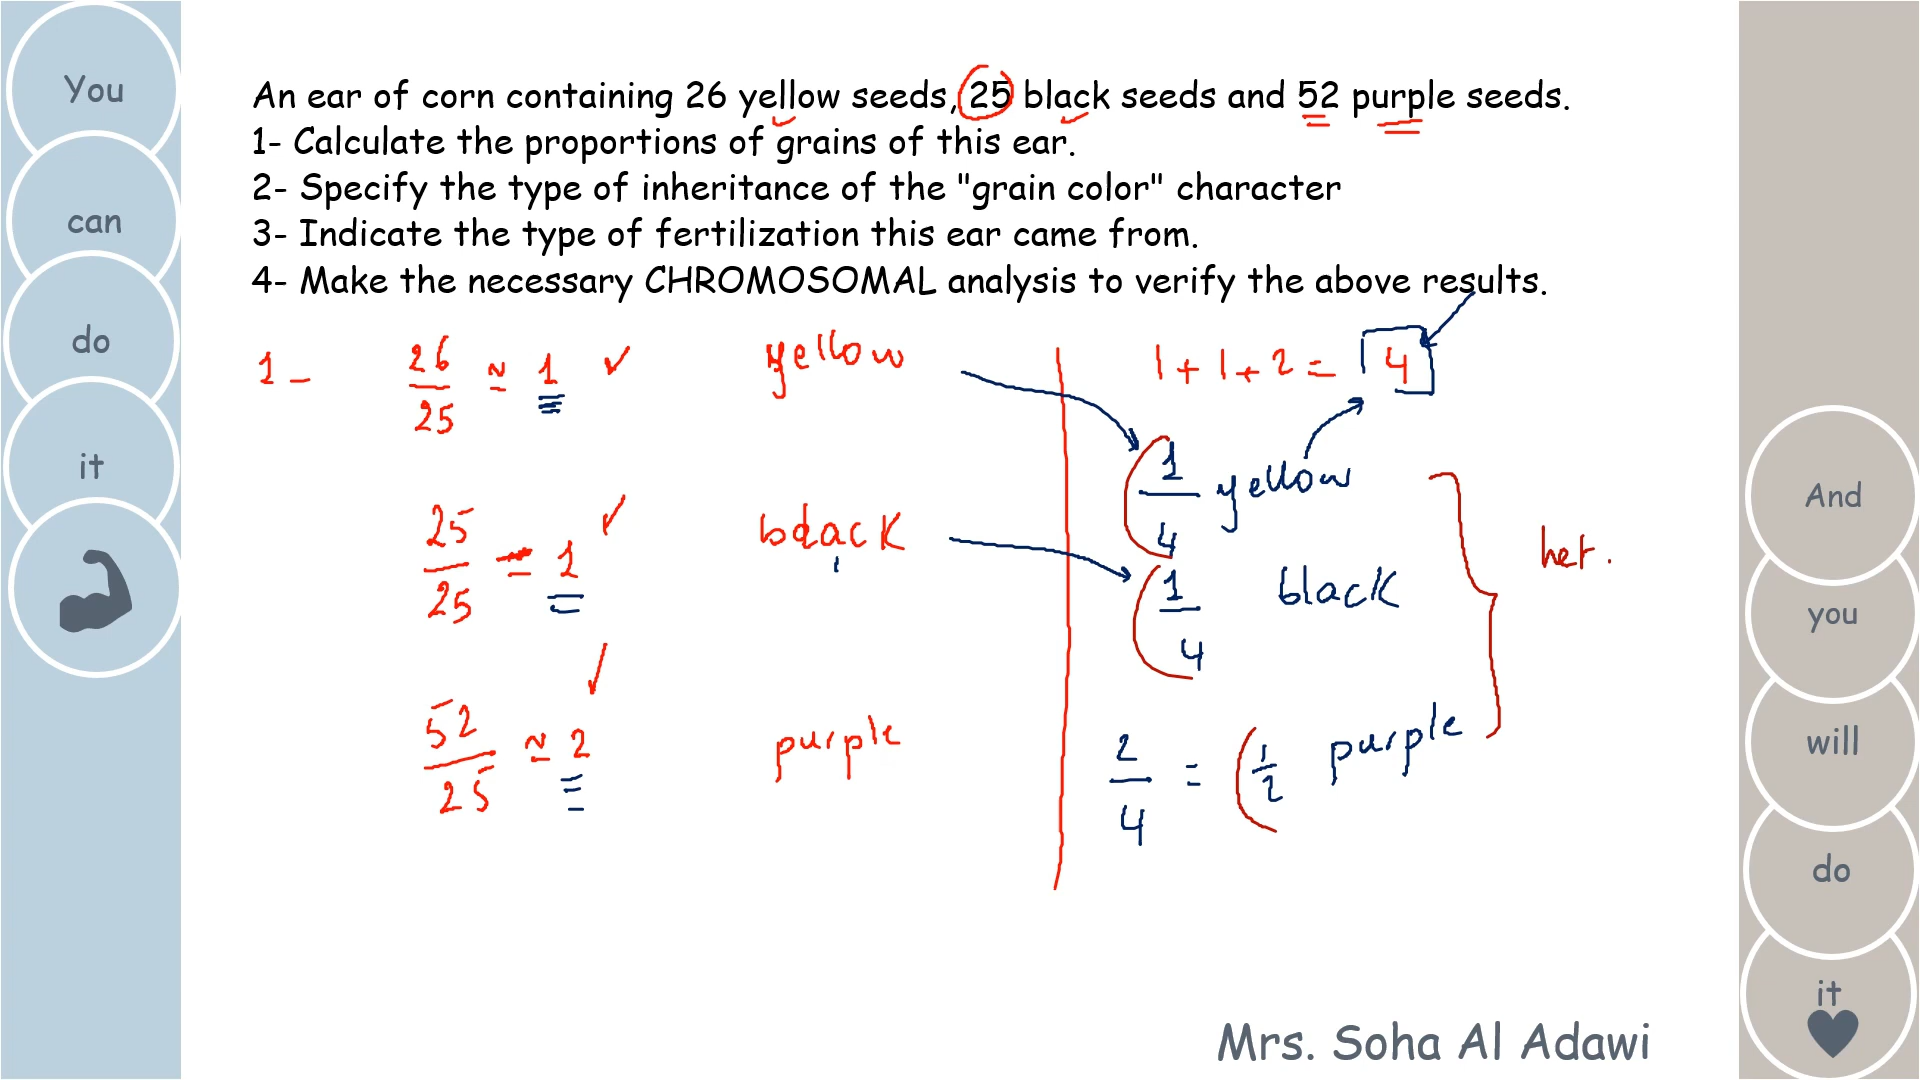 You
can
do
it
An ear of corn containing 26 yellow seeds, 25 black seeds and 52 purple seeds.
1- Calculate the proportions of grains of this ear.
2- Specify the type of inheritance of the "grain color" character
3- Indicate the type of fertilization this ear came from.
4- Make the necessary CHROMOSOMAL analysis to verify the above results.
1 - 26/25 ≈ 1 ✓ yellow
25/25 = 1 ✓ black
52/25 ≈ 2 ✓ purple
1 + 1 + 2 = 4
1/4 yellow
1/4 black
2/4 = 1/2 purple
het.
Mrs. Soha Al Adawi
And
you
will
do
it